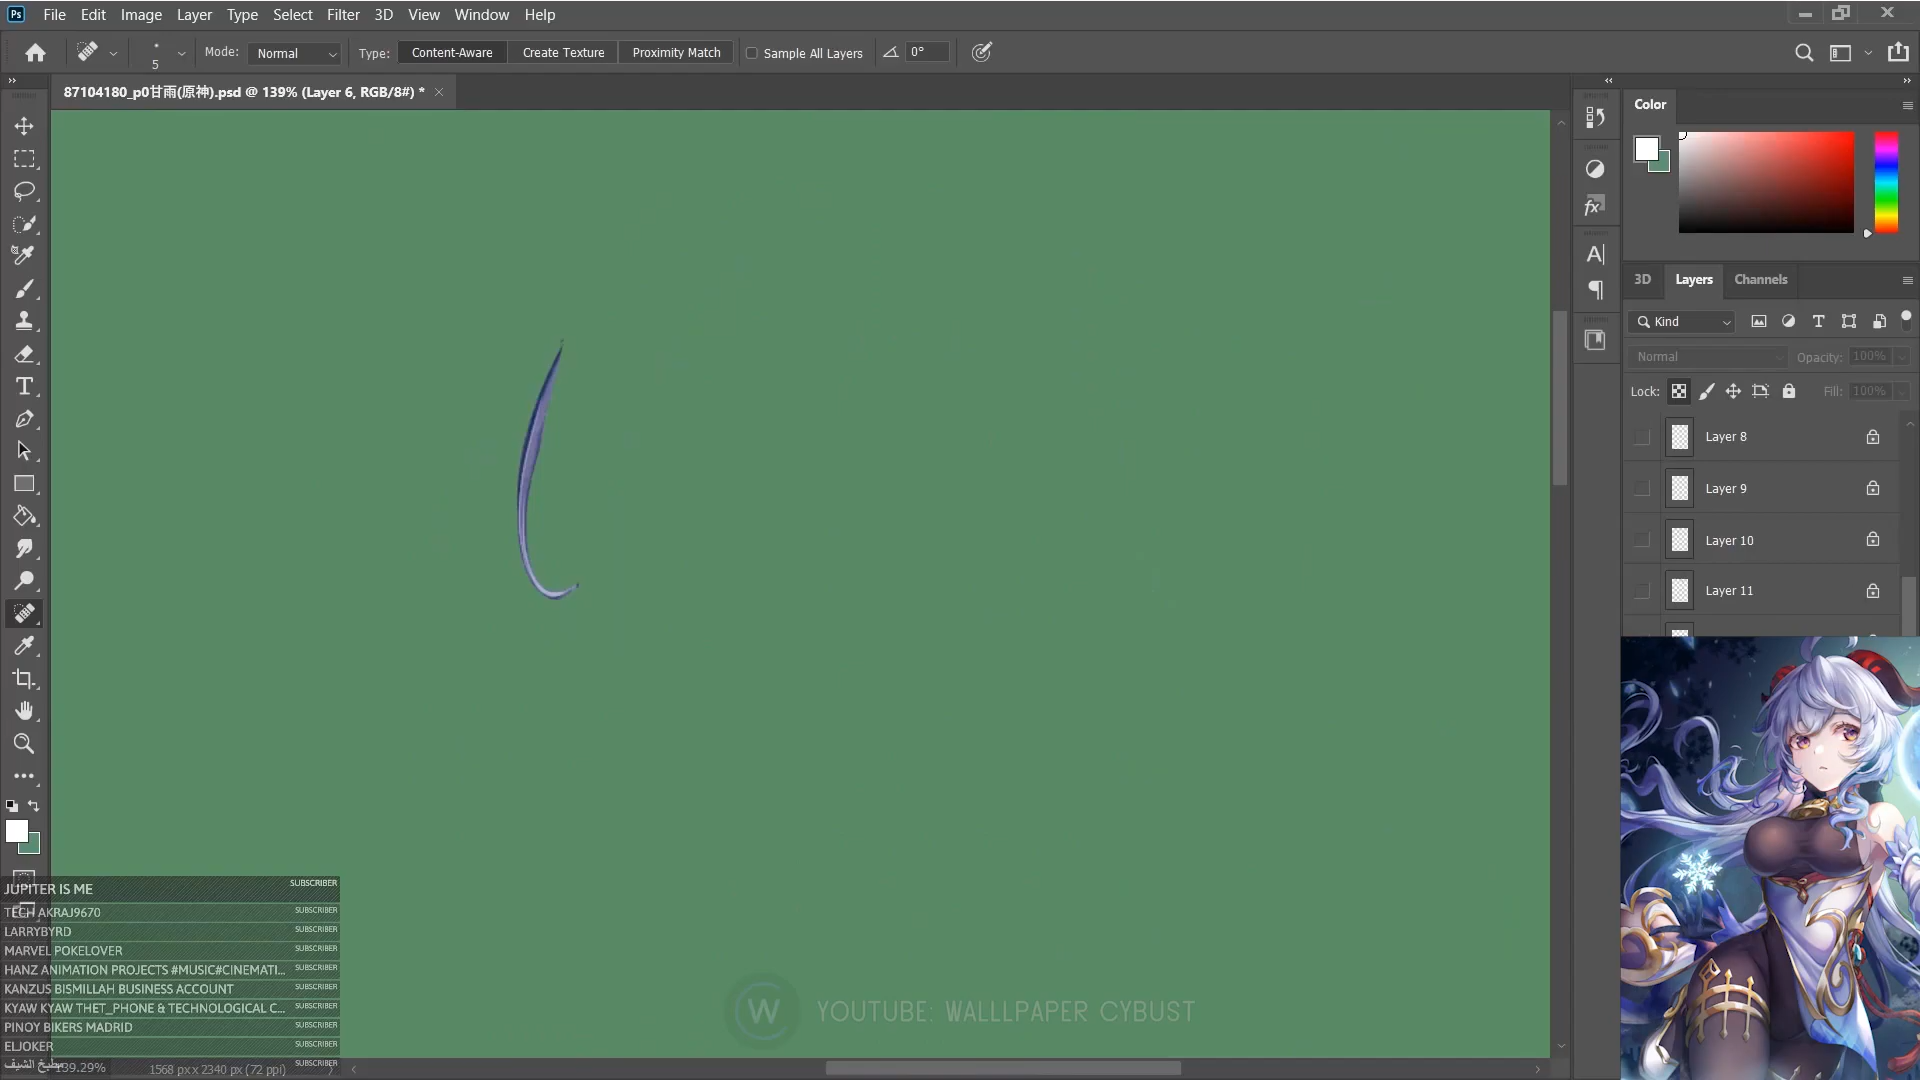 File Edit Image Layer Type Select Filter 3D View Window Help
5 Mode: Normal Type: Content-Aware Create Texture Proximity Match Sample All Layers 0°
87104180_p0甘雨(原神).psd @ 139% (Layer 6, RGB/8#) *
Color
3D Layers Channels
Kind
Normal Opacity: 100%
Lock: Fill: 100%
Layer 8
Layer 9
Layer 10
Layer 11
JUPITER IS ME SUBSCRIBER
TECH AKRAJ9670 SUBSCRIBER
LARRYBYRD SUBSCRIBER
MARVEL POKELOVER SUBSCRIBER
HANZ ANIMATION PROJECTS #MUSIC#CINEMATI... SUBSCRIBER
KANZUS BISMILLAH BUSINESS ACCOUNT SUBSCRIBER
KYAW KYAW THET_PHONE & TECHNOLOGICAL C... SUBSCRIBER
PINOY BIKERS MADRID SUBSCRIBER
ELJOKER SUBSCRIBER
SUBSCRIBER
139.29% 1568 px x 2340 px (72 ppi)
W YOUTUBE: WALLLPAPER CYBUST